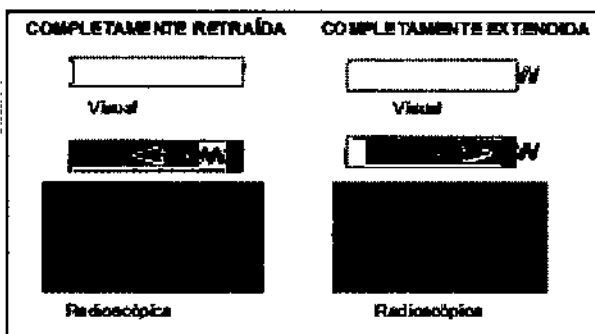 COMPLETAMENTE RETRAÍDA
COMPLETAMENTE EXTENDIDA
Visual
Visual
Radioscópica
Radioscópica